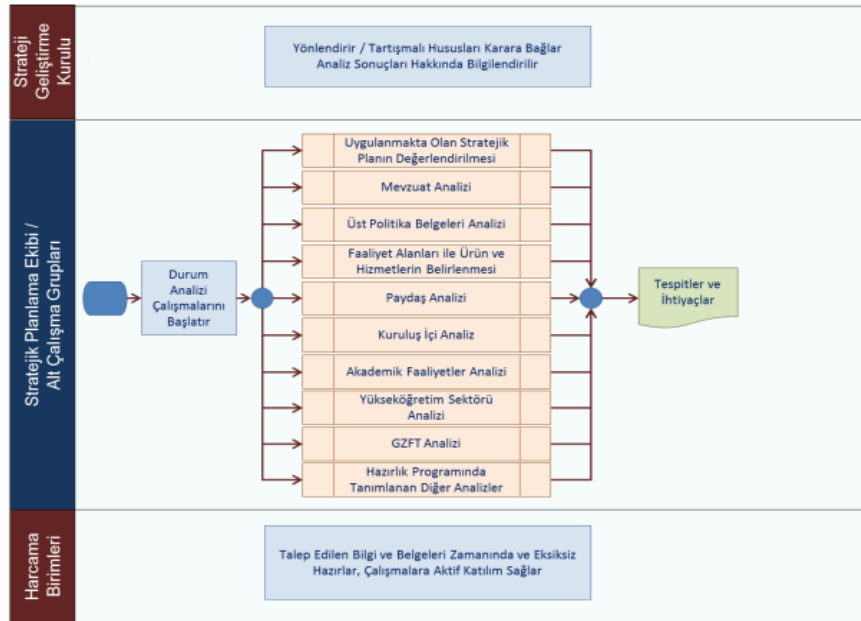 Strateji
Geliştirme
Kurulu
Yönlendirir / Tartışmalı Hususları Karara Bağlar
Analiz Sonuçları Hakkında Bilgilendirilir
Stratejik Planlama Ekibi /
Alt Çalışma Grupları
Durum
Analizi
Çalışmalarını
Başlatır
Uygulanmakta Olan Stratejik
Planın Değerlendirilmesi
Mevzuat Analizi
Üst Politika Belgeleri Analizi
Faaliyet Alanları ile Ürün ve
Hizmetlerin Belirlenmesi
Paydaş Analizi
Kuruluş İçi Analiz
Akademik Faaliyetler Analizi
Yükseköğretim Sektörü
Analizi
GZFT Analizi
Hazırlık Programında
Tanımlanan Diğer Analizler
Tespitler ve
İhtiyaçlar
Harcama
Birimleri
Talep Edilen Bilgi ve Belgeleri Zamanında ve Eksiksiz
Hazırlar, Çalışmalara Aktif Katılım Sağlar